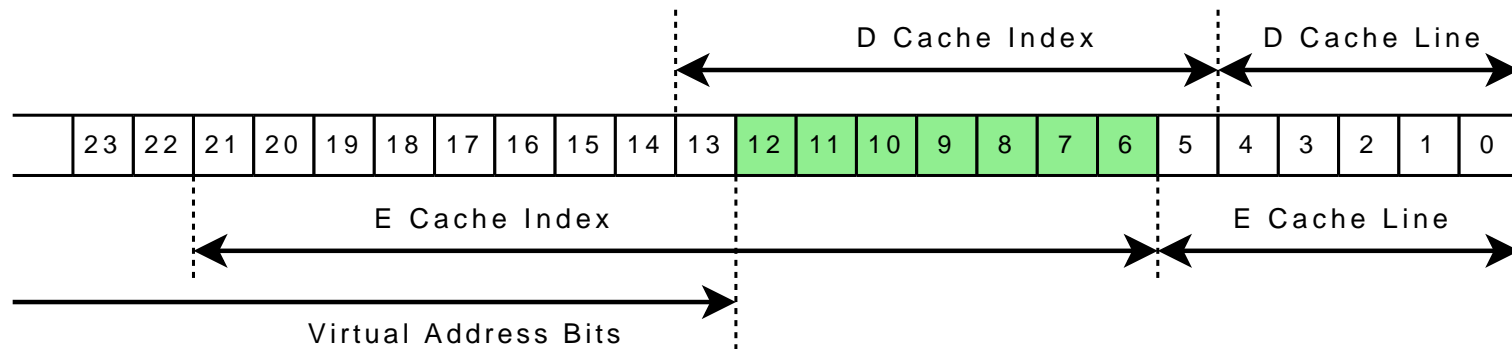 D Cache Index D Cache Line
23 22 21 20 19 18 17 16 15 14 13 12 11 10 9 8 7 6 5 4 3 2 1 0
E Cache Index E Cache Line
Virtual Address Bits